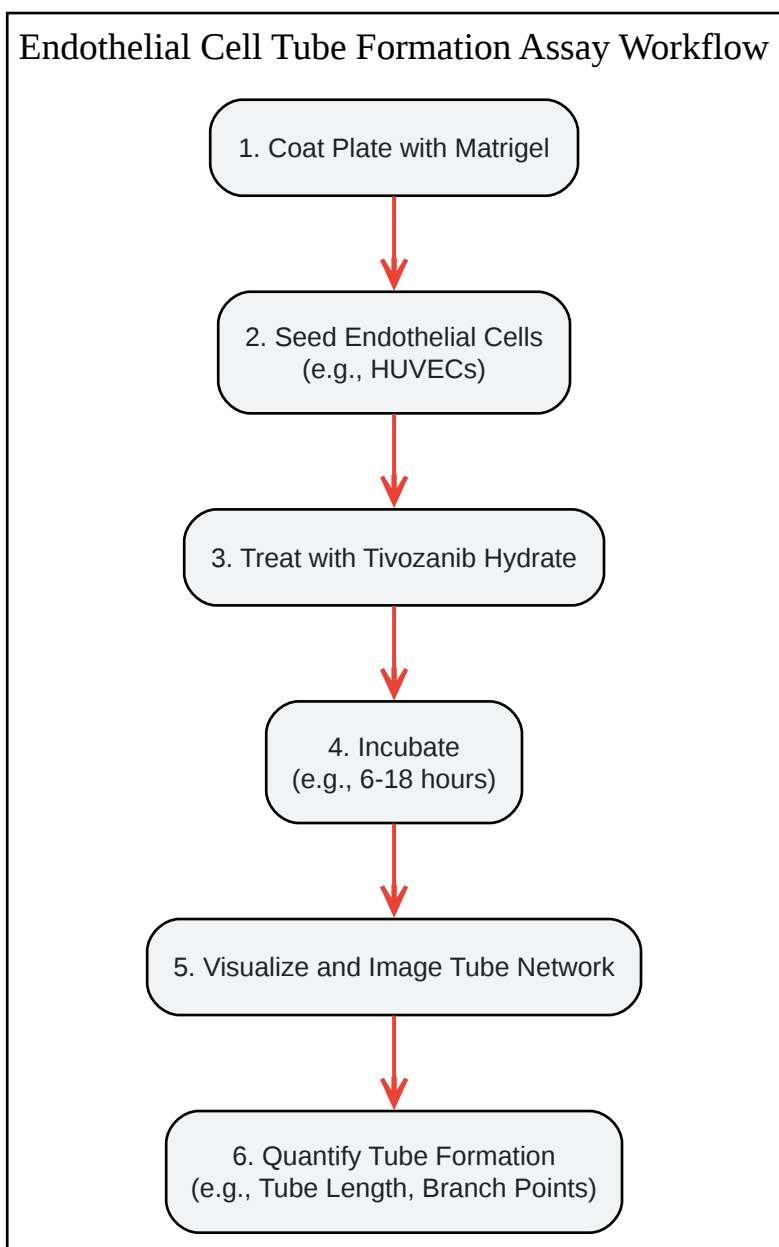 Endothelial Cell Tube Formation Assay Workflow
1. Coat Plate with Matrigel
2. Seed Endothelial Cells
(e.g., HUVECs)
3. Treat with Tivozanib Hydrate
4. Incubate
(e.g., 6-18 hours)
5. Visualize and Image Tube Network
6. Quantify Tube Formation
(e.g., Tube Length, Branch Points)